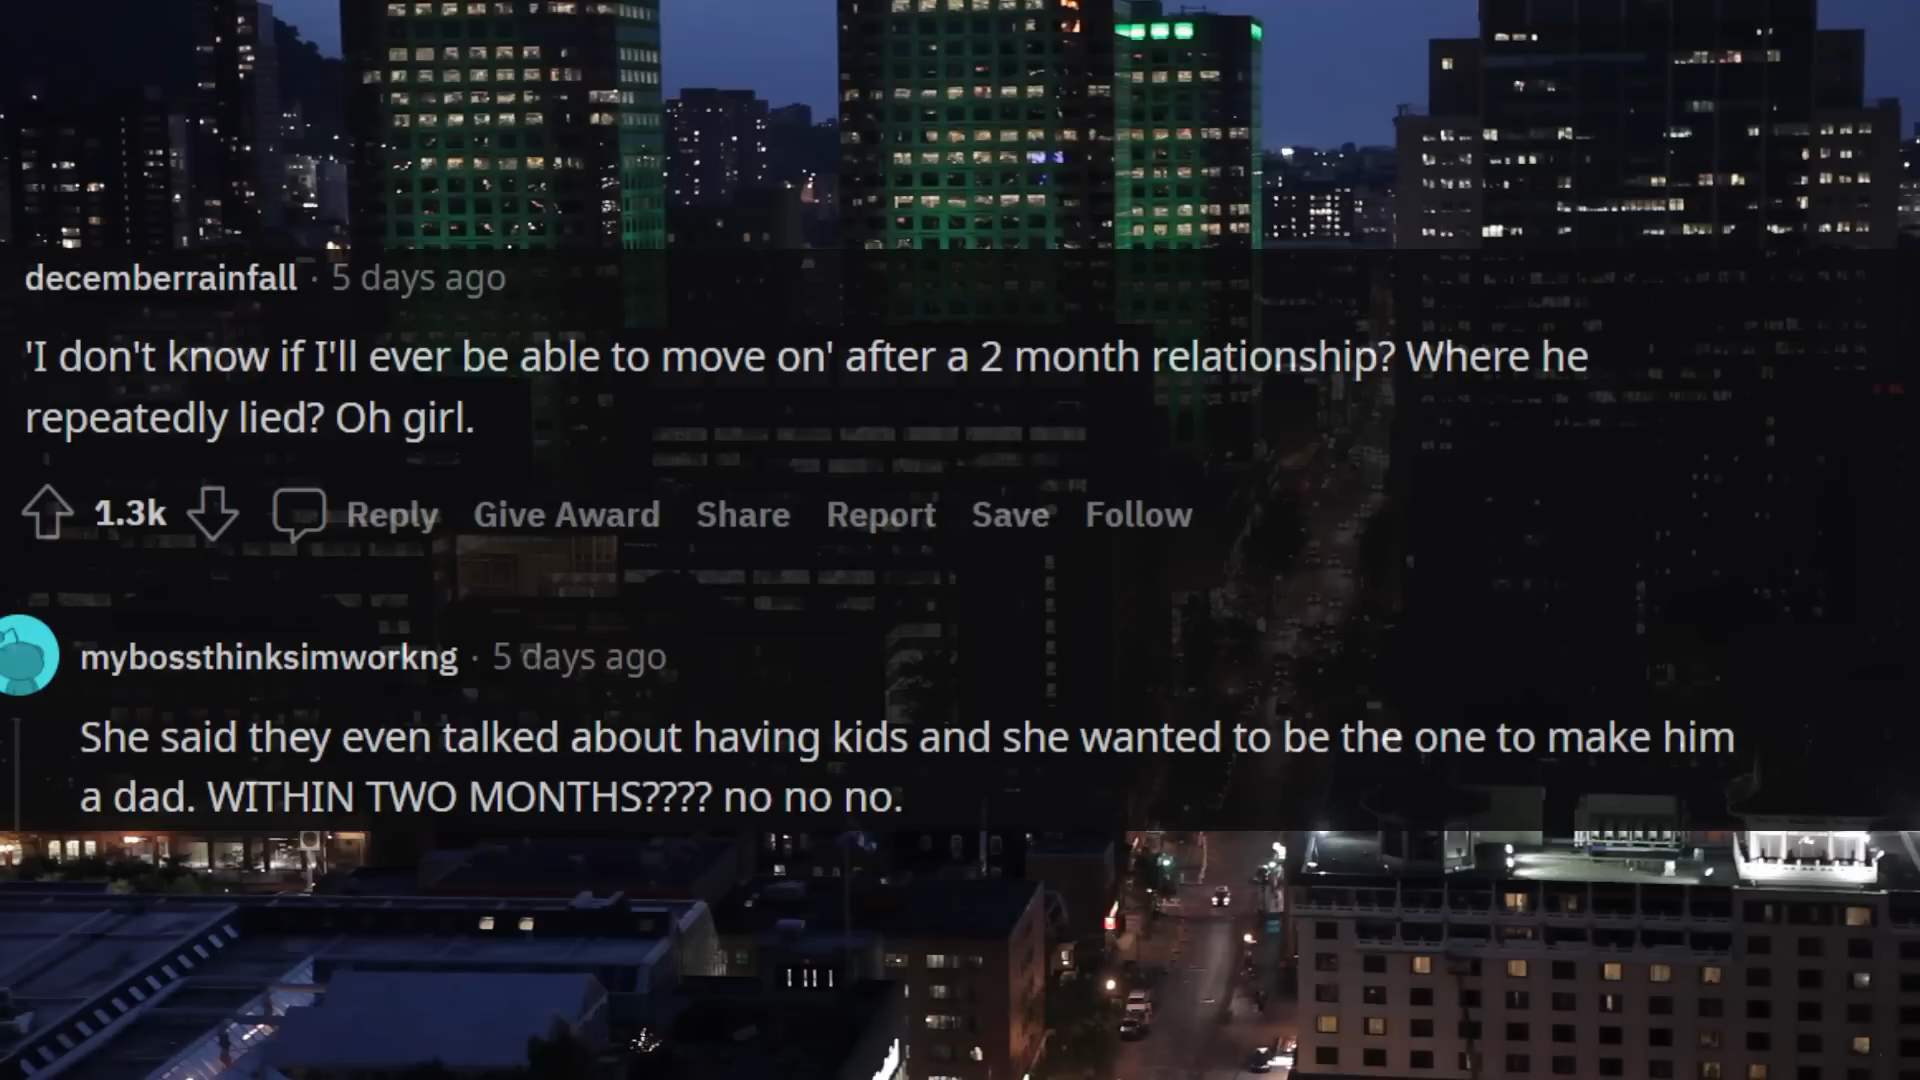 decemberrainfall · 5 days ago
'I don't know if I'll ever be able to move on' after a 2 month relationship? Where he
repeatedly lied? Oh girl.
1.3k Reply Give Award Share Report Save Follow
mybossthinksimworkng · 5 days ago
She said they even talked about having kids and she wanted to be the one to make him
a dad. WITHIN TWO MONTHS???? no no no.